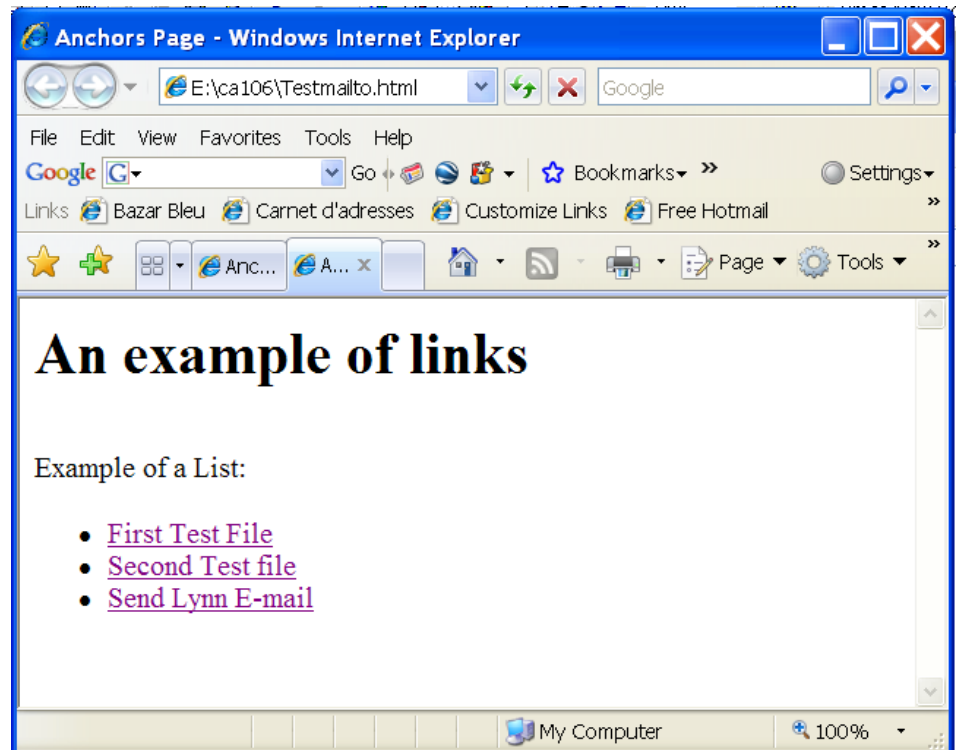 Anchors Page - Windows Internet Explorer
E:\ca106\Testmailto.html Google
File Edit View Favorites Tools Help
Google G Go Bookmarks » Settings
Links Bazar Bleu Carnet d'adresses Customize Links Free Hotmail »
Anc... A... Page Tools »
An example of links
Example of a List:
• First Test File
• Second Test file
• Send Lynn E-mail
My Computer 100%